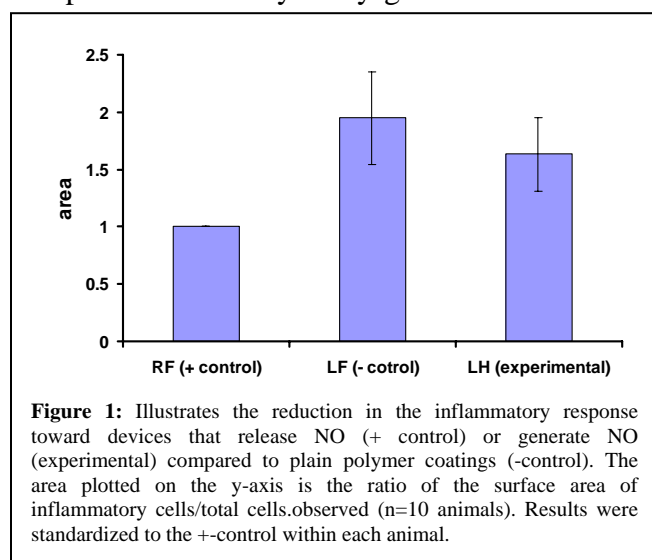 2.5
2
1.5
1
0.5
0
area
RF (+ control) LF (- cotrol) LH (experimental)
Figure 1: Illustrates the reduction in the inflammatory response
toward devices that release NO (+ control) or generate NO
(experimental) compared to plain polymer coatings (-control). The
area plotted on the y-axis is the ratio of the surface area of
inflammatory cells/total cells.observed (n=10 animals). Results were
standardized to the +-control within each animal.